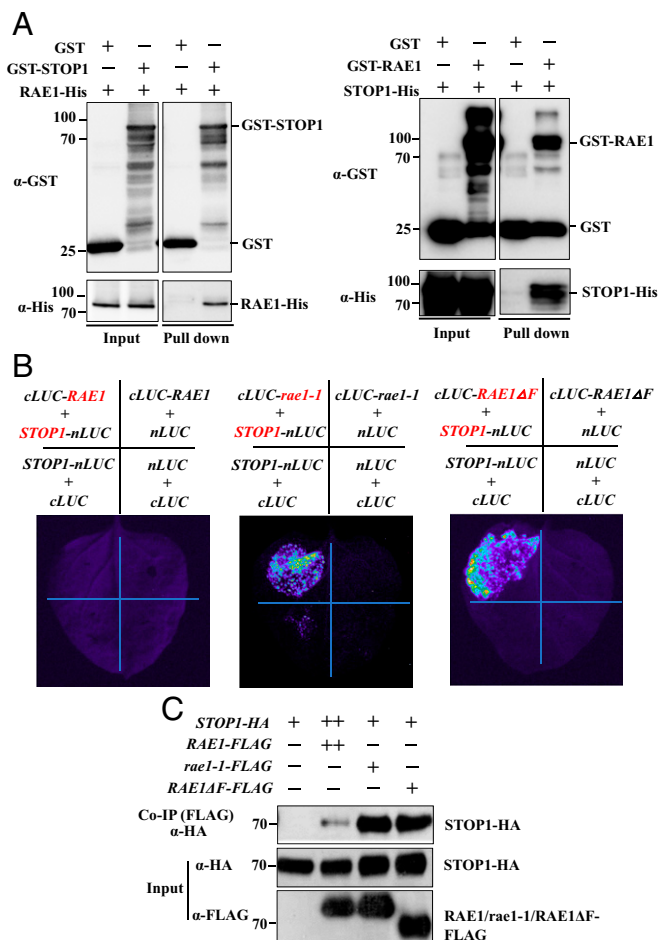 A
GST + − + −
GST-STOP1 − + − +
RAE1-His + + + +
100
70
α-GST
25
GST-STOP1
GST
α-His
100
70
RAE1-His
Input Pull down
GST + − + −
GST-RAE1 − + − +
STOP1-His + + + +
100
70
α-GST
25
GST-RAE1
GST
α-His
100
70
STOP1-His
Input Pull down
B
cLUC-RAE1 + STOP1-nLUC
cLUC-RAE1 + nLUC
STOP1-nLUC + cLUC
nLUC + cLUC
cLUC-rae1-1 + STOP1-nLUC
cLUC-rae1-1 + nLUC
STOP1-nLUC + cLUC
nLUC + cLUC
cLUC-RAE1ΔF + STOP1-nLUC
cLUC-RAE1ΔF + nLUC
STOP1-nLUC + cLUC
nLUC + cLUC
C
STOP1-HA + ++ + +
RAE1-FLAG − ++ − −
rae1-1-FLAG − − + −
RAE1ΔF-FLAG − − − +
Co-IP (FLAG)
α-HA
70
STOP1-HA
Input
α-HA 70
STOP1-HA
α-FLAG
70
RAE1/rae1-1/RAE1ΔF-
FLAG